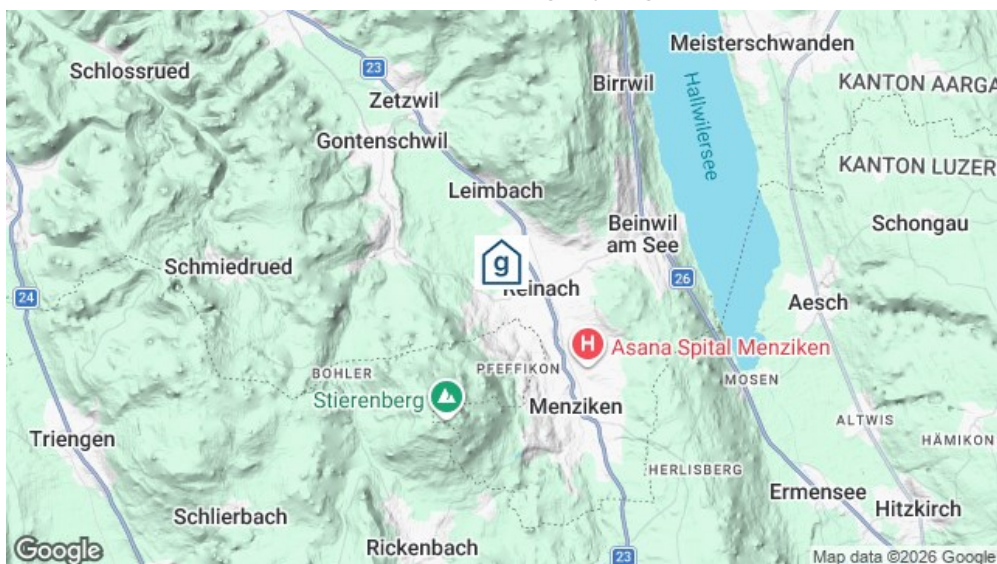 Meisterschwanden
Schlossrued
23
Birrwil
KANTON AARGA
Zetzwil
Hallwilersee
Gontenschwil
KANTON LUZER
Leimbach
Beinwil
am See
Schongau
g
Schmiedrued
26
Reinach
24
Aesch
H
Asana Spital Menziken
BOHLER
PFEFFIKON
MOSEN
Stierenberg
Menziken
ALTWIS
Triengen
HÄMIKON
HERLISBERG
Ermensee
Hitzkirch
Schlierbach
Rickenbach
Google
23
Map data ©2026 Google